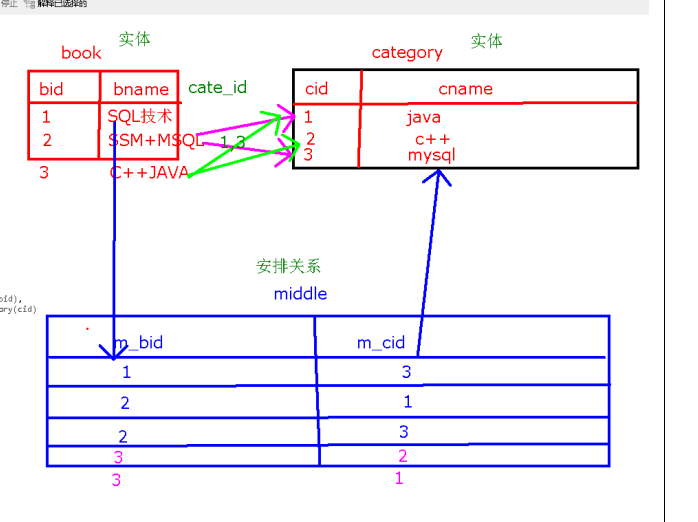 停止 解释已选择的
实体 实体
book category
bid bname cate_id cid cname
1 SQL技术 1 java
2 SSM+MSQL 1,3 2 c++
3 mysql
3 C++JAVA
安排关系
middle
bid),
ory(cid)
m_bid m_cid
1 3
2 1
2 3
3 2
3 1